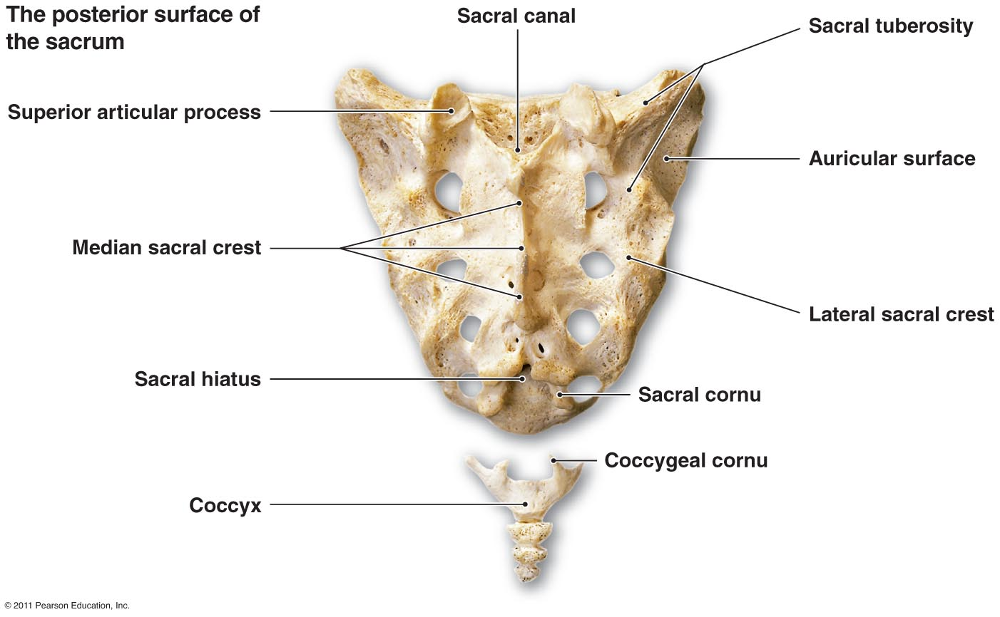 The posterior surface of
the sacrum
Sacral canal
Sacral tuberosity
Superior articular process
Auricular surface
Median sacral crest
Lateral sacral crest
Sacral hiatus
Sacral cornu
Coccygeal cornu
Coccyx
© 2011 Pearson Education, Inc.